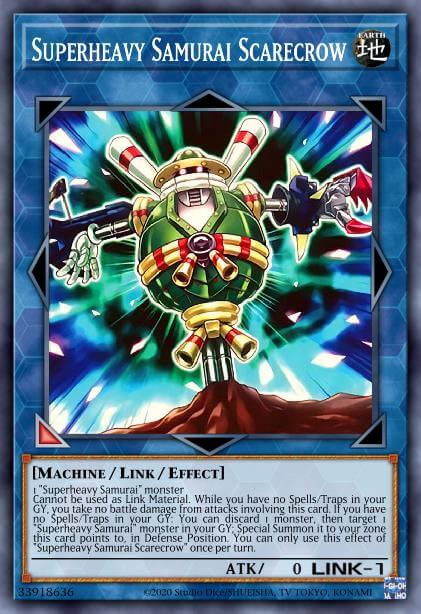 SUPERHEAVY SAMURAI SCARECROW
EARTH
地
[MACHINE / LINK / EFFECT]
1 "Superheavy Samurai" monster
Cannot be used as Link Material. While you have no Spells/Traps in your
GY, you take no battle damage from attacks involving this card. If you have
no Spells/Traps in your GY: You can discard 1 monster, then target 1
"Superheavy Samurai" monster in your GY; Special Summon it to your zone
this card points to, in Defense Position. You can only use this effect of
"Superheavy Samurai Scarecrow" once per turn.
ATK/ 0 LINK-1
33918636 ©2020 Studio Dice/SHUEISHA, TV TOKYO, KONAMI